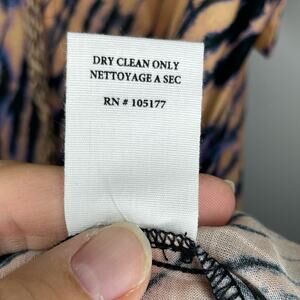 DRY CLEAN ONLY
NETTOYAGE A SEC
RN # 105177